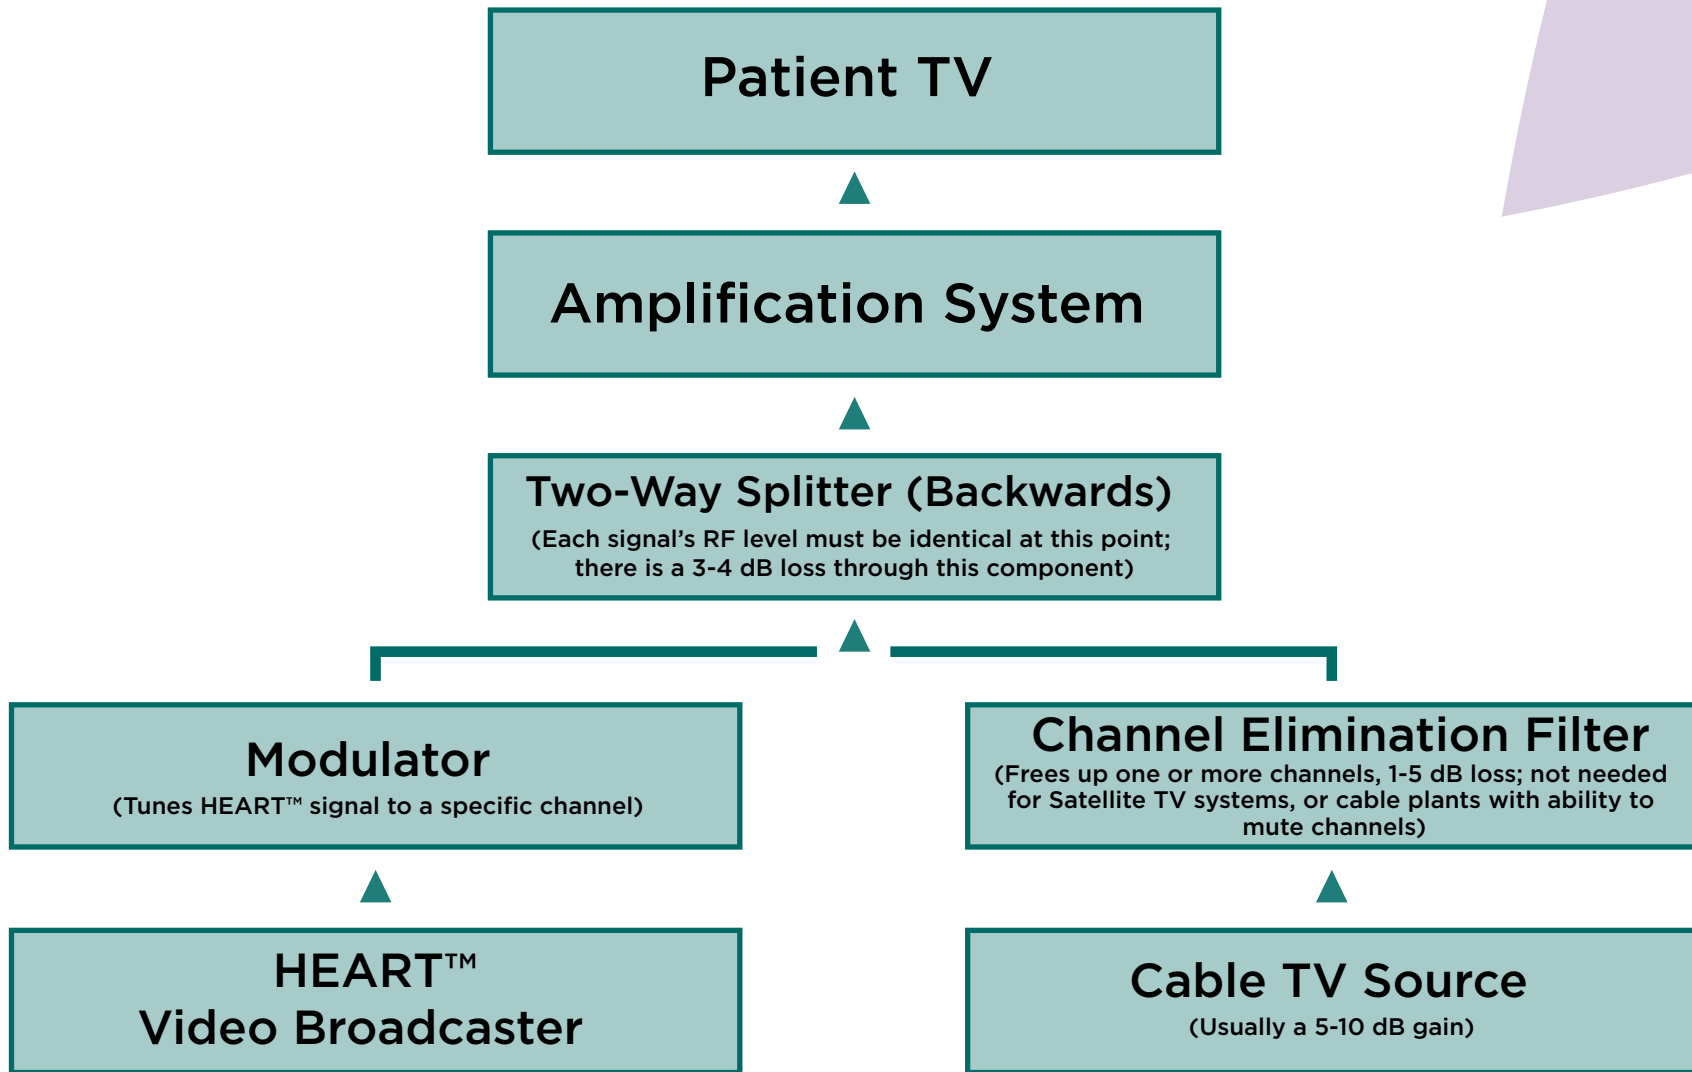 Patient TV
Amplification System
Two-Way Splitter (Backwards)
(Each signal’s RF level must be identical at this point;
there is a 3-4 dB loss through this component)
Modulator
(Tunes HEART™ signal to a specific channel)
Channel Elimination Filter
(Frees up one or more channels, 1-5 dB loss; not needed
for Satellite TV systems, or cable plants with ability to
mute channels)
HEART™
Video Broadcaster
Cable TV Source
(Usually a 5-10 dB gain)